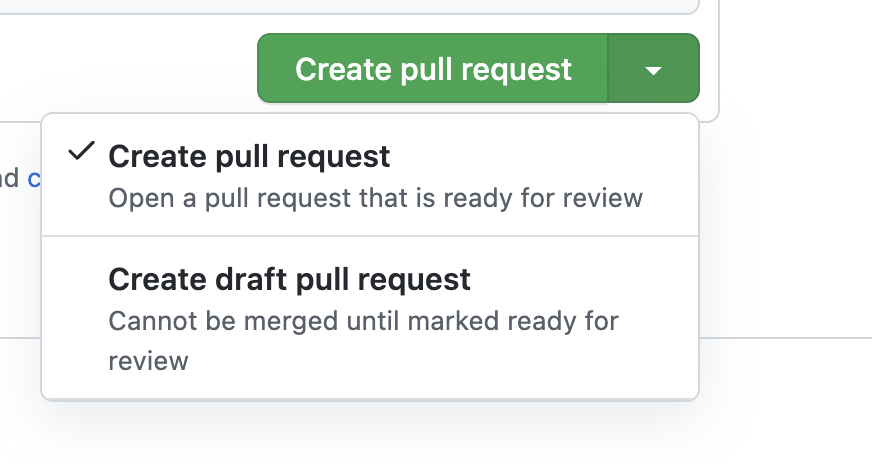 Create pull request
Create pull request
Open a pull request that is ready for review
Create draft pull request
Cannot be merged until marked ready for
review